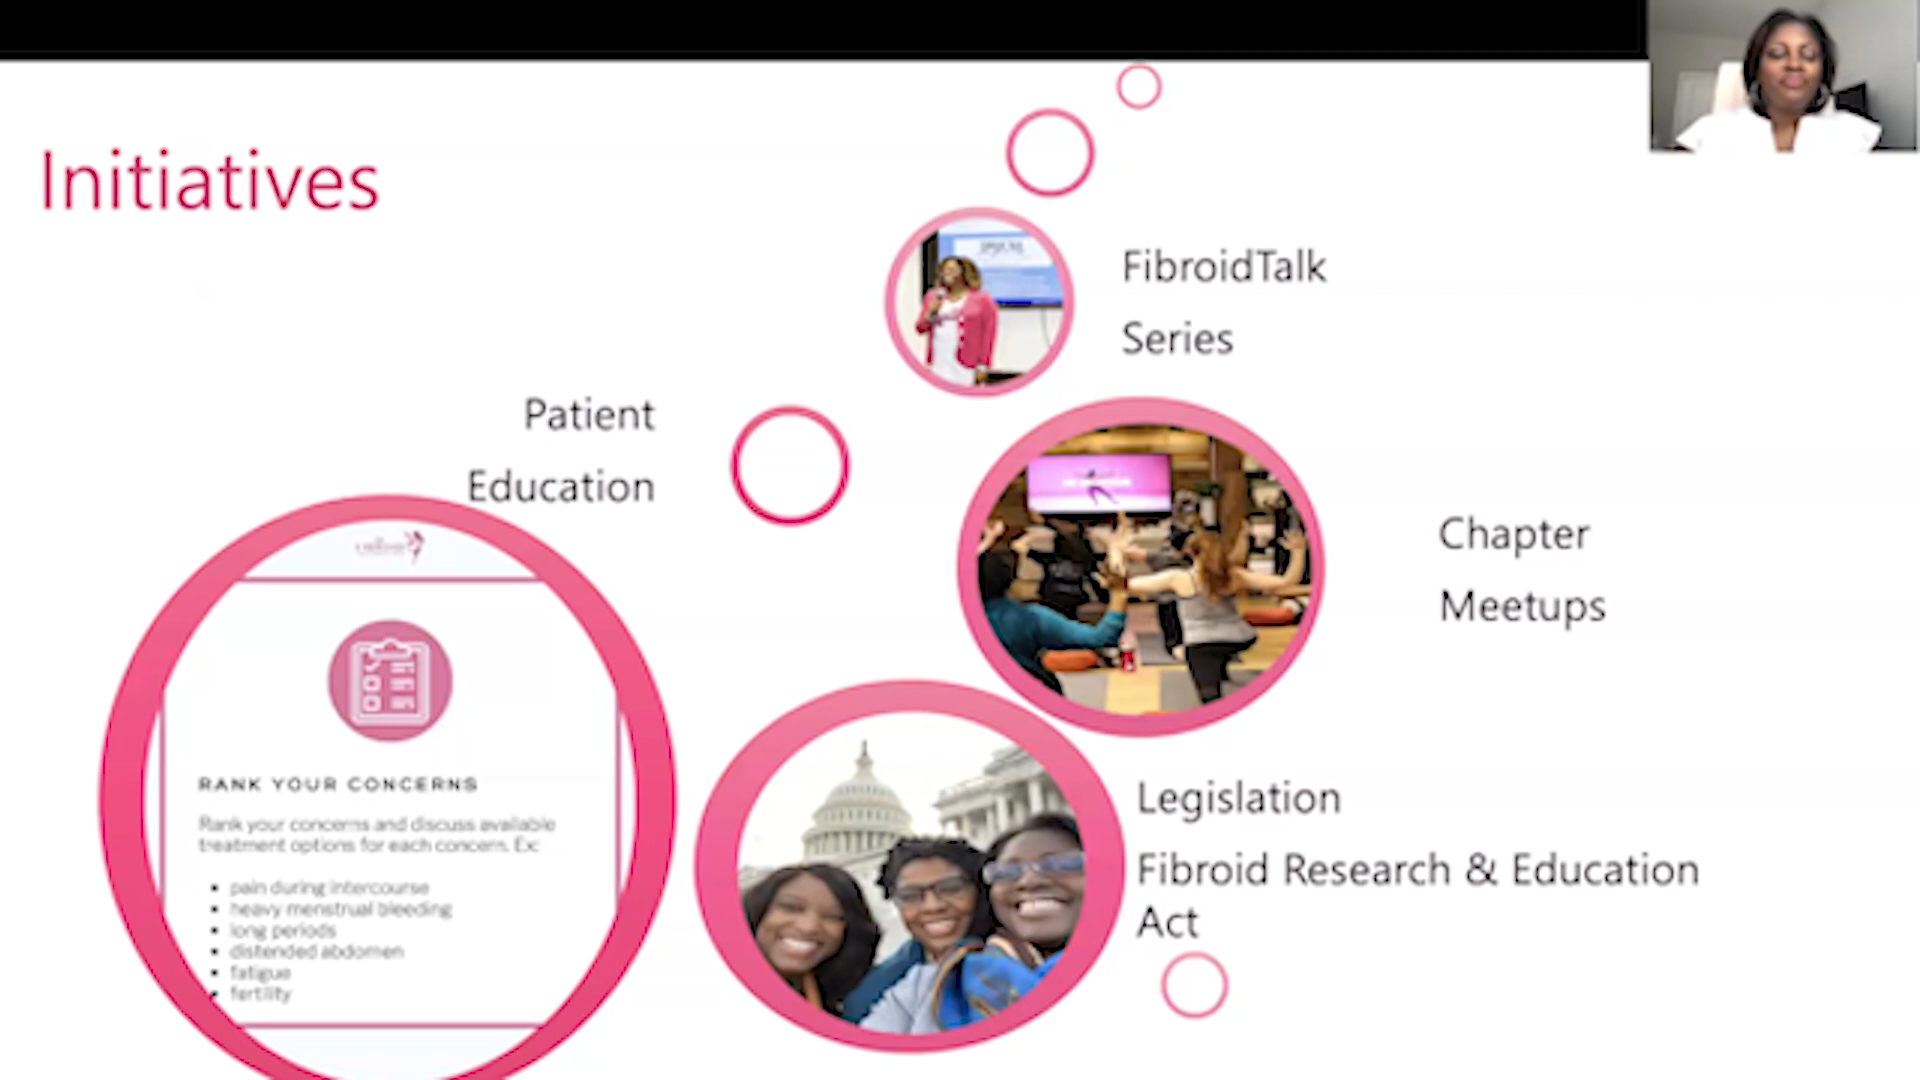 Initiatives
FibroidTalk
Series
Patient
Education
Chapter
Meetups
RANK YOUR CONCERNS
Rank your concerns and discuss available
treatment options for each concern. Ex:
• pain during intercourse
• heavy menstrual bleeding
• long periods
• distended abdomen
• fatigue
• fertility
Legislation
Fibroid Research & Education
Act